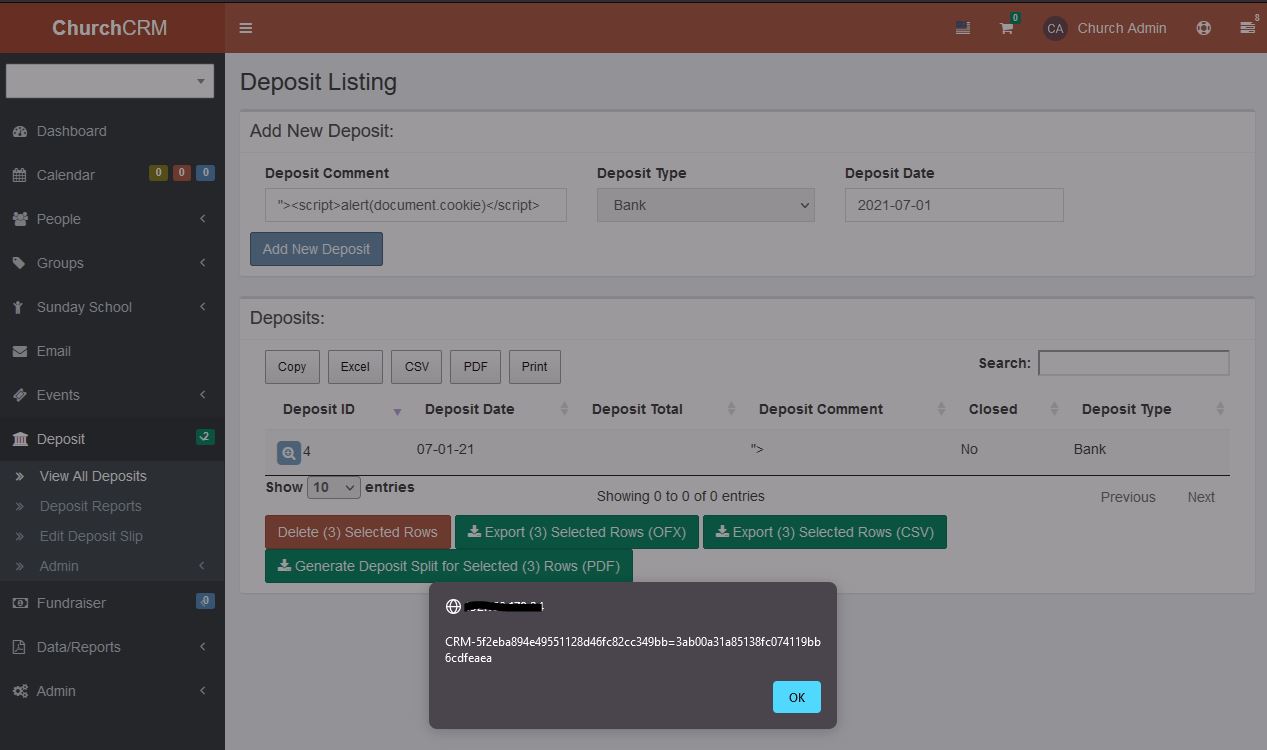 ChurchCRM
0
CA
Church Admin
8
Deposit Listing
Dashboard
Calendar
0 0 0
People
Groups
Sunday School
Email
Events
Deposit
2
View All Deposits
Deposit Reports
Edit Deposit Slip
Admin
Fundraiser
0
Data/Reports
Admin
Add New Deposit:
Deposit Comment Deposit Type Deposit Date
"><script>alert(document.cookie)</script> Bank 2021-07-01
Add New Deposit
Deposits:
Copy Excel CSV PDF Print
Search:
Deposit ID Deposit Date Deposit Total Deposit Comment Closed Deposit Type
4 07-01-21 "> No Bank
Show 10 entries
Showing 0 to 0 of 0 entries
Previous Next
Delete (3) Selected Rows Export (3) Selected Rows (OFX) Export (3) Selected Rows (CSV)
Generate Deposit Split for Selected (3) Rows (PDF)
CRM-5f2eba894e49551128d46fc82cc349bb=3ab00a31a85138fc074119bb
6cdfeaea
OK